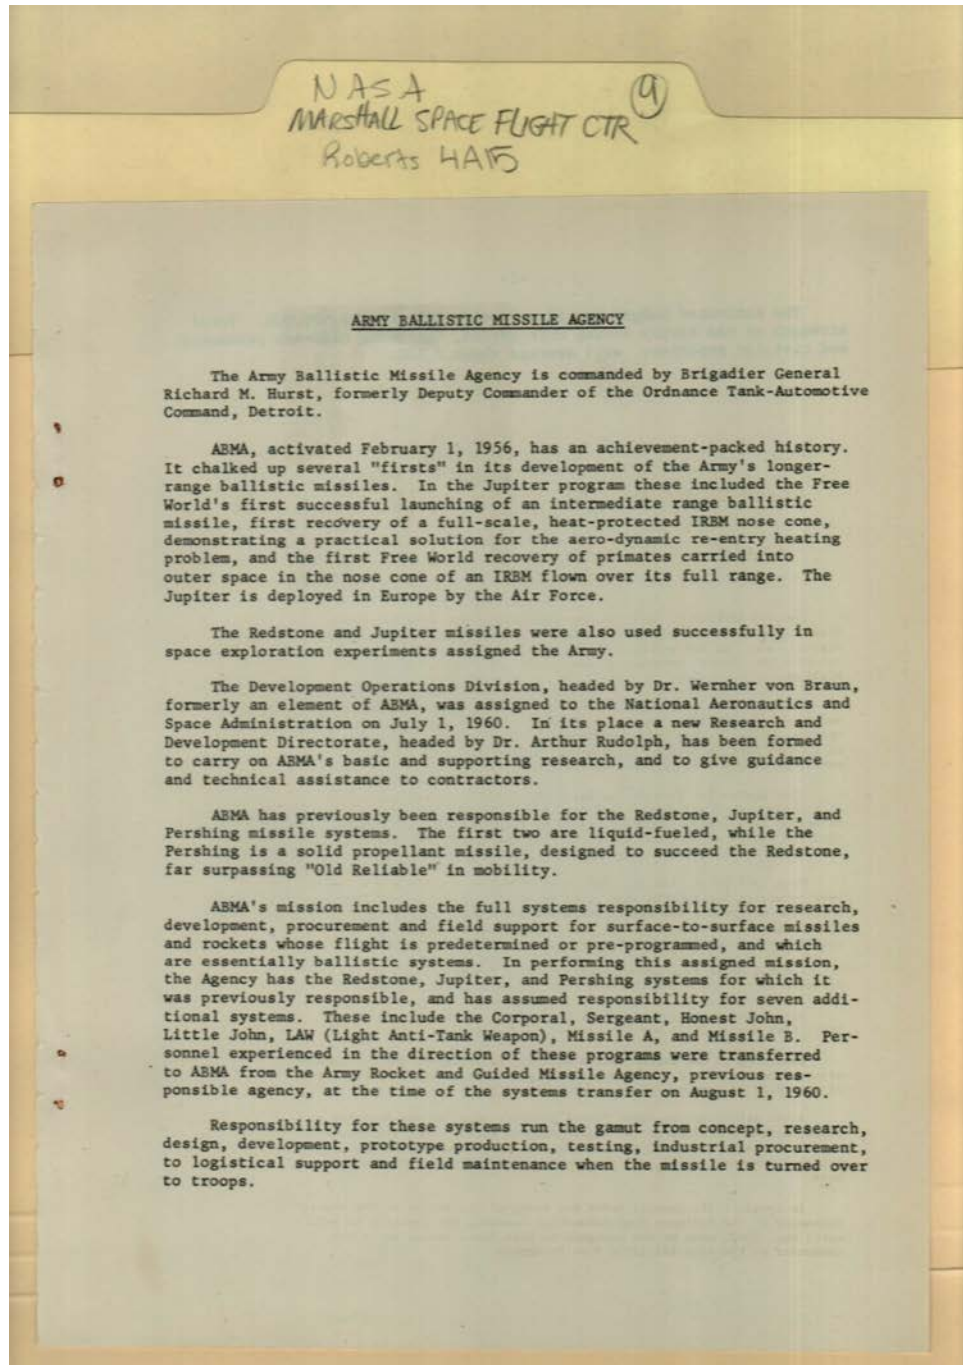 NASA
MARSHALL SPACE FLIGHT CTR
9
Roberts 4A15
ARMY BALLISTIC MISSILE AGENCY
The Army Ballistic Missile Agency is commanded by Brigadier General
Richard M. Hurst, formerly Deputy Commander of the Ordnance Tank-Automotive
Command, Detroit.
ABMA, activated February 1, 1956, has an achievement-packed history.
It chalked up several "firsts" in its development of the Army's longer-
range ballistic missiles. In the Jupiter program these included the Free
World's first successful launching of an intermediate range ballistic
missile, first recovery of a full-scale, heat-protected IRBM nose cone,
demonstrating a practical solution for the aero-dynamic re-entry heating
problem, and the first Free World recovery of primates carried into
outer space in the nose cone of an IRBM flown over its full range. The
Jupiter is deployed in Europe by the Air Force.
The Redstone and Jupiter missiles were also used successfully in
space exploration experiments assigned the Army.
The Development Operations Division, headed by Dr. Wernher von Braun,
formerly an element of ABMA, was assigned to the National Aeronautics and
Space Administration on July 1, 1960. In its place a new Research and
Development Directorate, headed by Dr. Arthur Rudolph, has been formed
to carry on ABMA's basic and supporting research, and to give guidance
and technical assistance to contractors.
ABMA has previously been responsible for the Redstone, Jupiter, and
Pershing missile systems. The first two are liquid-fueled, while the
Pershing is a solid propellant missile, designed to succeed the Redstone,
far surpassing "Old Reliable" in mobility.
ABMA's mission includes the full systems responsibility for research,
development, procurement and field support for surface-to-surface missiles
and rockets whose flight is predetermined or pre-programmed, and which
are essentially ballistic systems. In performing this assigned mission,
the Agency has the Redstone, Jupiter, and Pershing systems for which it
was previously responsible, and has assumed responsibility for seven addi-
tional systems. These include the Corporal, Sergeant, Honest John,
Little John, LAW (Light Anti-Tank Weapon), Missile A, and Missile B. Per-
sonnel experienced in the direction of these programs were transferred
to ABMA from the Army Rocket and Guided Missile Agency, previous res-
ponsible agency, at the time of the systems transfer on August 1, 1960.
Responsibility for these systems run the gamut from concept, research,
design, development, prototype production, testing, industrial procurement,
to logistical support and field maintenance when the missile is turned over
to troops.